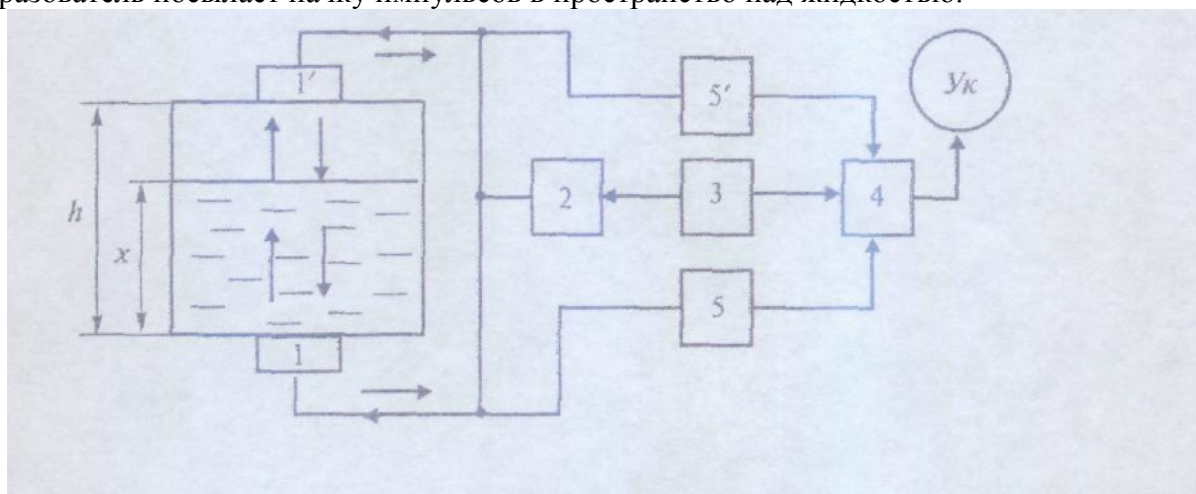 разователь посылает пачку импульсов в пространство над жидкостью.
1'
5'
Ук
h
x
2
3
4
5
1